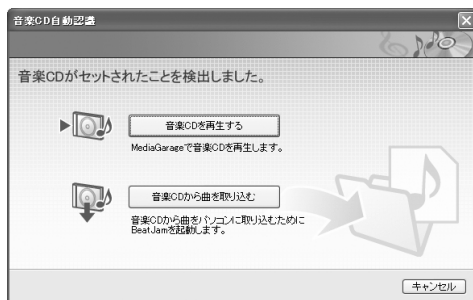 音楽CD自動認識
音楽CDがセットされたことを検出しました。
音楽CDを再生する
MediaGarageで音楽CDを再生します。
音楽CDから曲を取り込む
音楽CDから曲をパソコンに取り込むために
BeatJamを起動します。
キャンセル